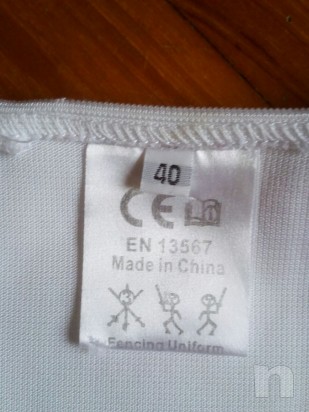 40
CE
EN 13567
Made in China
Fencing Uniform
n